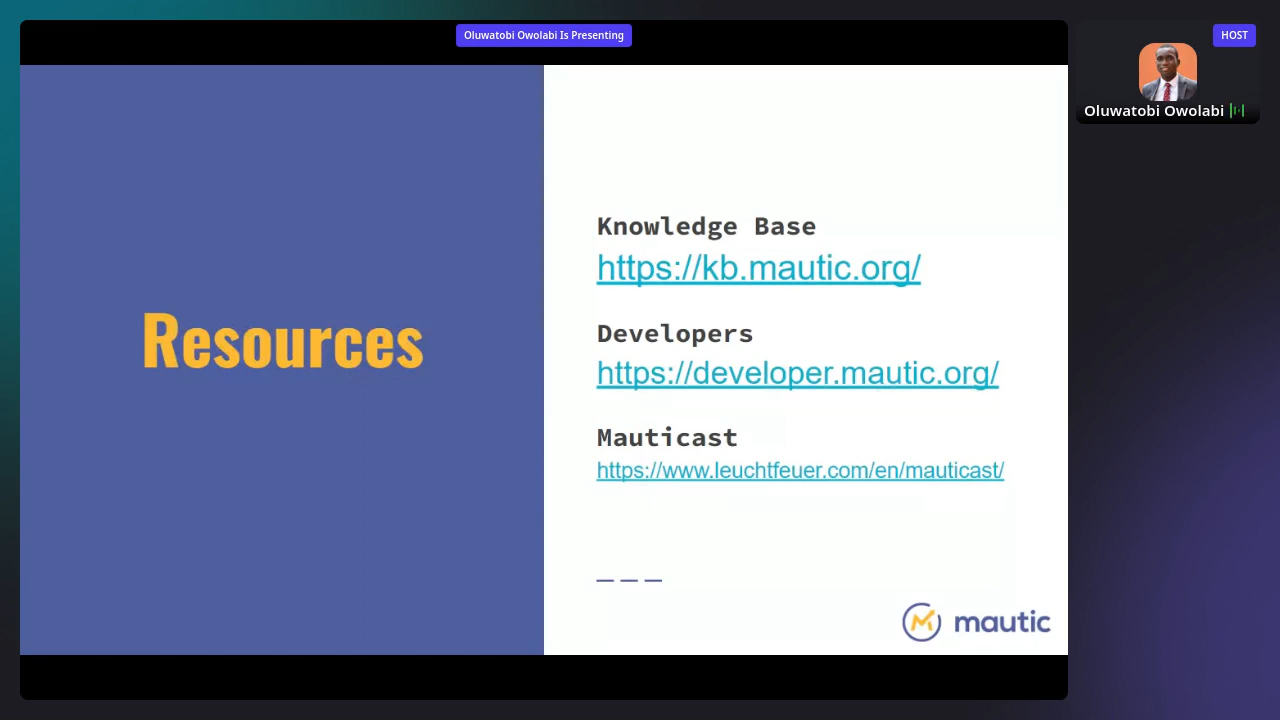 Oluwatobi Owolabi Is Presenting
HOST
Oluwatobi Owolabi
Resources
Knowledge Base
https://kb.mautic.org/
Developers
https://developer.mautic.org/
Mauticast
https://www.leuchtfeuer.com/en/mauticast/
mautic